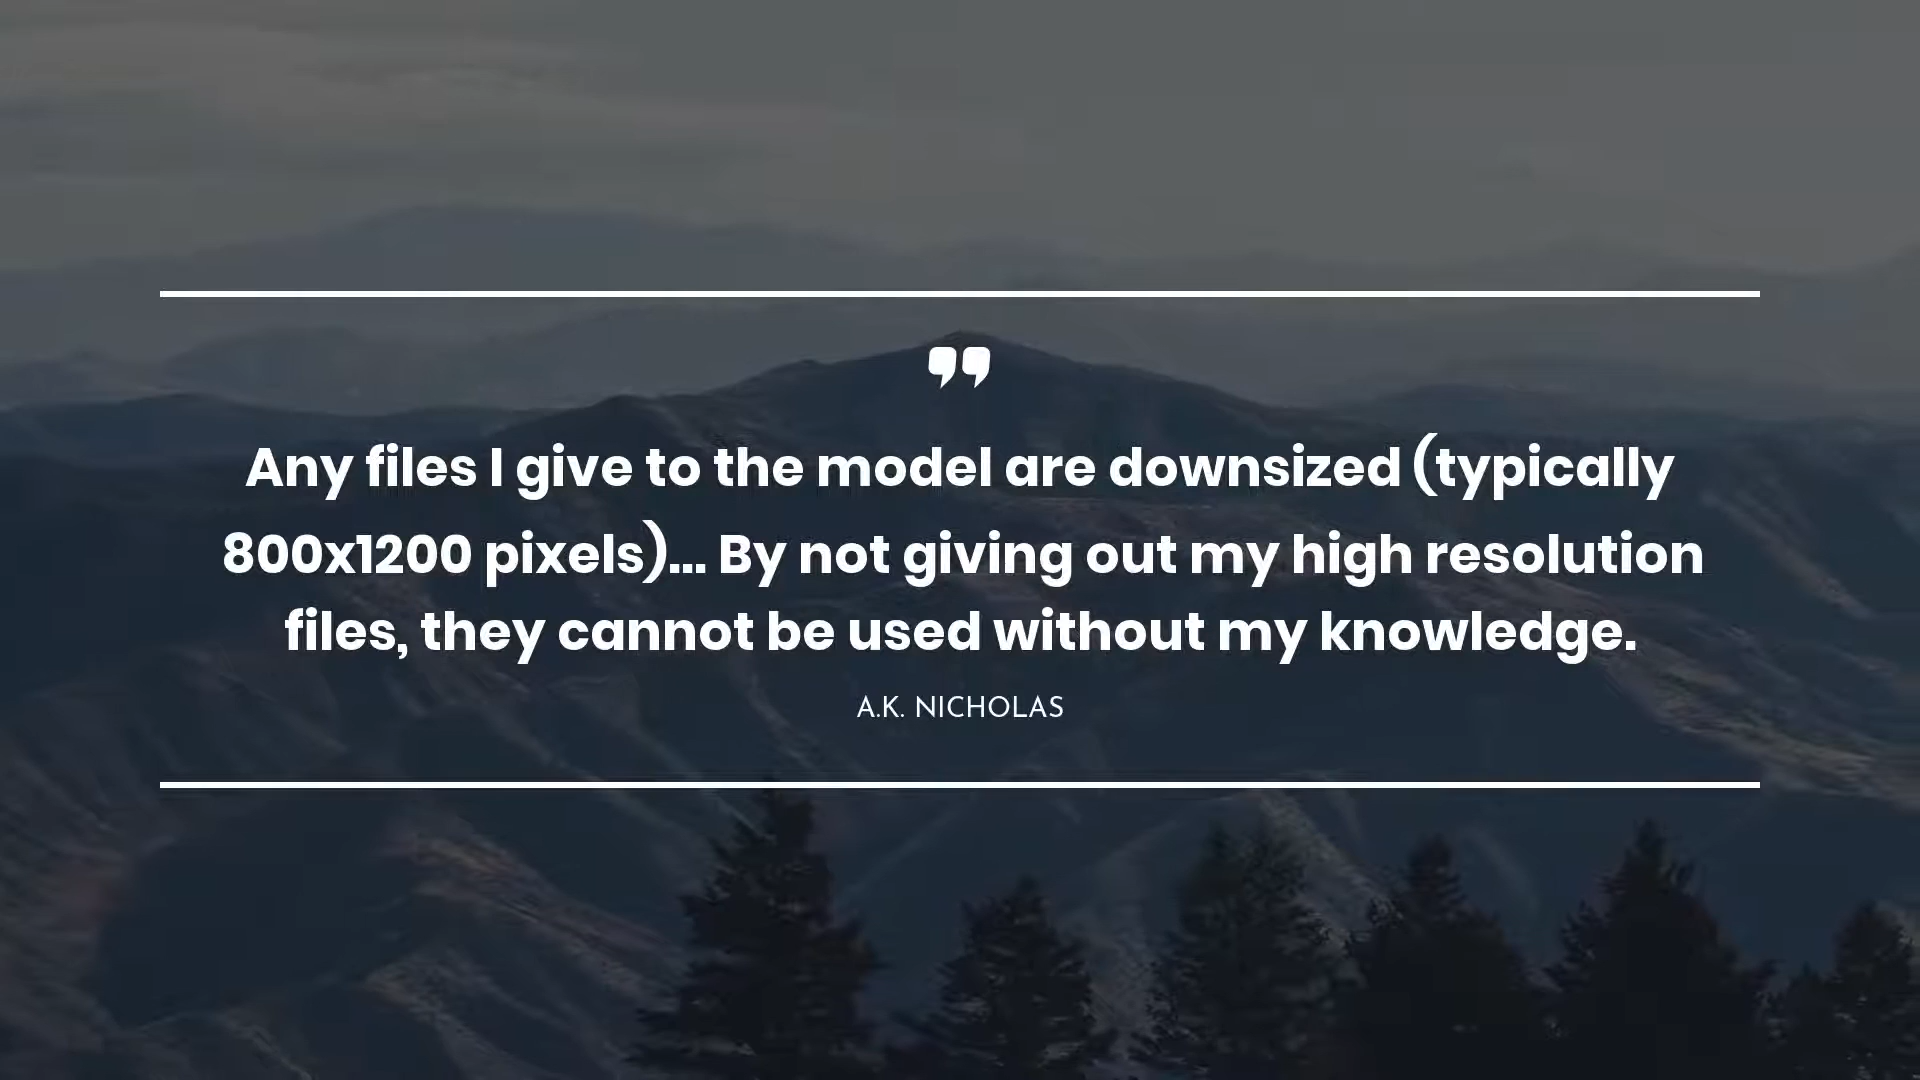 ”
Any files I give to the model are downsized (typically
800x1200 pixels)... By not giving out my high resolution
files, they cannot be used without my knowledge.
A.K. NICHOLAS